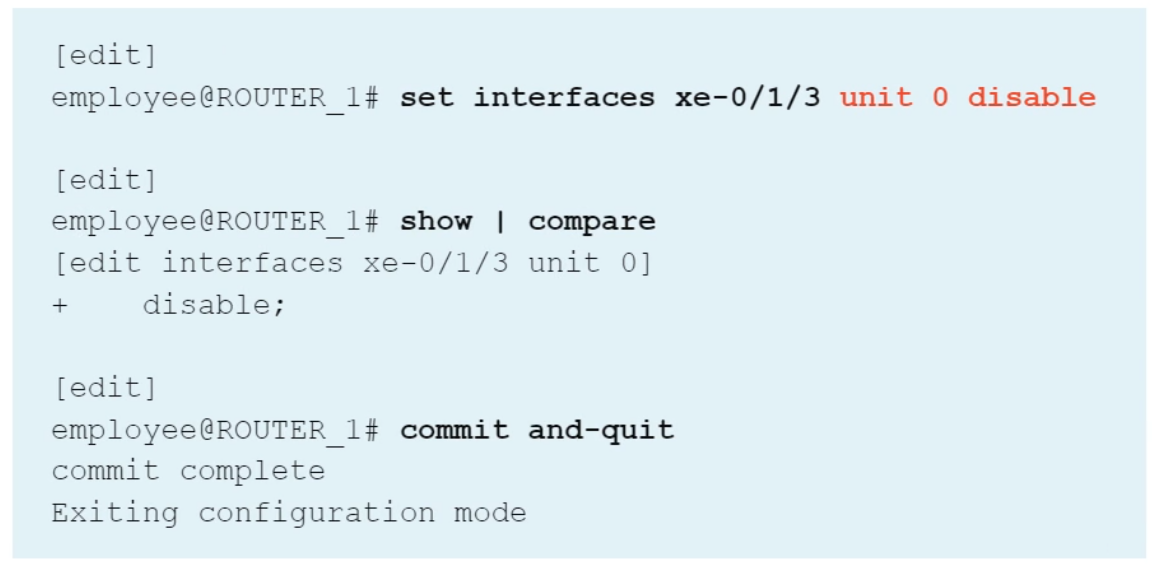 [edit]
employee@ROUTER_1# set interfaces xe-0/1/3 unit 0 disable
[edit]
employee@ROUTER_1# show | compare
[edit interfaces xe-0/1/3 unit 0]
+    disable;
[edit]
employee@ROUTER_1# commit and-quit
commit complete
Exiting configuration mode